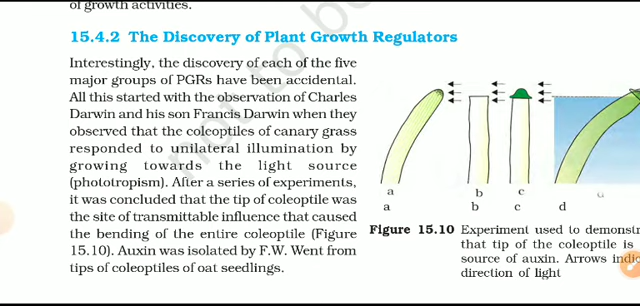 of growth activities.
15.4.2 The Discovery of Plant Growth Regulators
Interestingly, the discovery of each of the five
major groups of PGRs have been accidental.
All this started with the observation of Charles
Darwin and his son Francis Darwin when they
observed that the coleoptiles of canary grass
responded to unilateral illumination by
growing towards the light source
(phototropism). After a series of experiments,
it was concluded that the tip of coleoptile was
the site of transmittable influence that caused
the bending of the entire coleoptile (Figure
15.10). Auxin was isolated by F.W. Went from
tips of coleoptiles of oat seedlings.
a b c
a b c d
Figure 15.10 Experiment used to demonstr
that tip of the coleoptile is
source of auxin. Arrows indic
direction of light
not to be